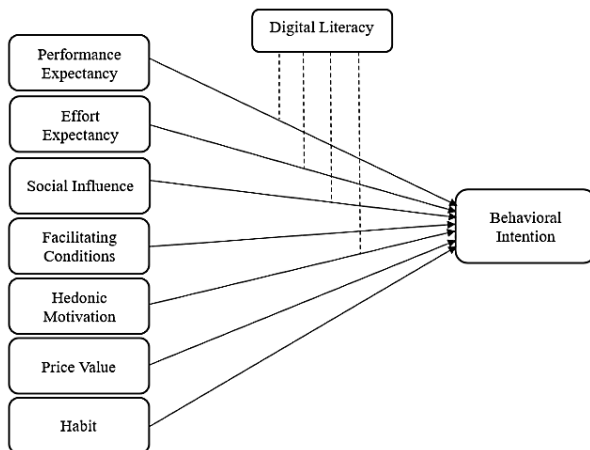 Digital Literacy
Performance
Expectancy
Effort
Expectancy
Social Influence
Facilitating
Conditions
Hedonic
Motivation
Price Value
Habit
Behavioral
Intention